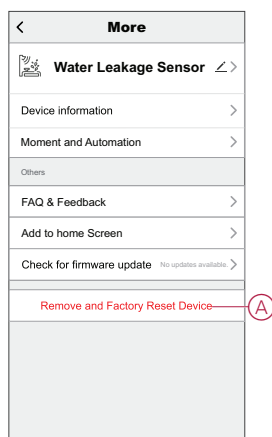 More
Water Leakage Sensor
Device information
Moment and Automation
Others
FAQ & Feedback
Add to home Screen
Check for firmware update No updates available.
Remove and Factory Reset Device
A